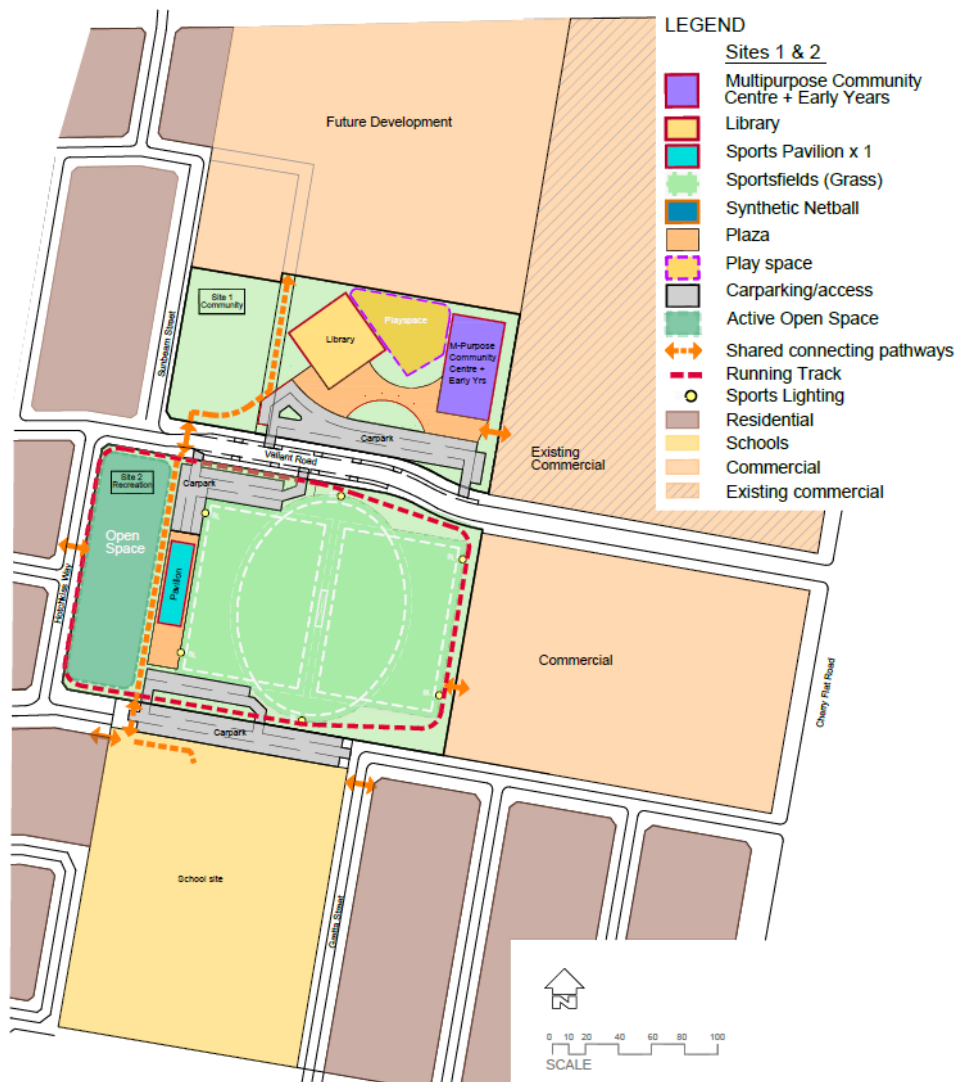 LEGEND
Sites 1 & 2
Multipurpose Community
Centre + Early Years
Library
Sports Pavilion x 1
Sportsfields (Grass)
Synthetic Netball
Plaza
Play space
Carparking/access
Active Open Space
Shared connecting pathways
Running Track
Sports Lighting
Residential
Schools
Commercial
Existing commercial
Future Development
Site 1
Community
Sunbeam Street
Library
Playspace
M-Purpose
Community
Centre +
Early Yrs
Carpark
Valiant Road
Existing
Commercial
Site 2
Recreation
Carpark
Open
Space
Pavilion
Hotchkiss Way
Commercial
Cherry Flat Road
Carpark
School site
Street
N
0 10 20 40 60 80 100
SCALE